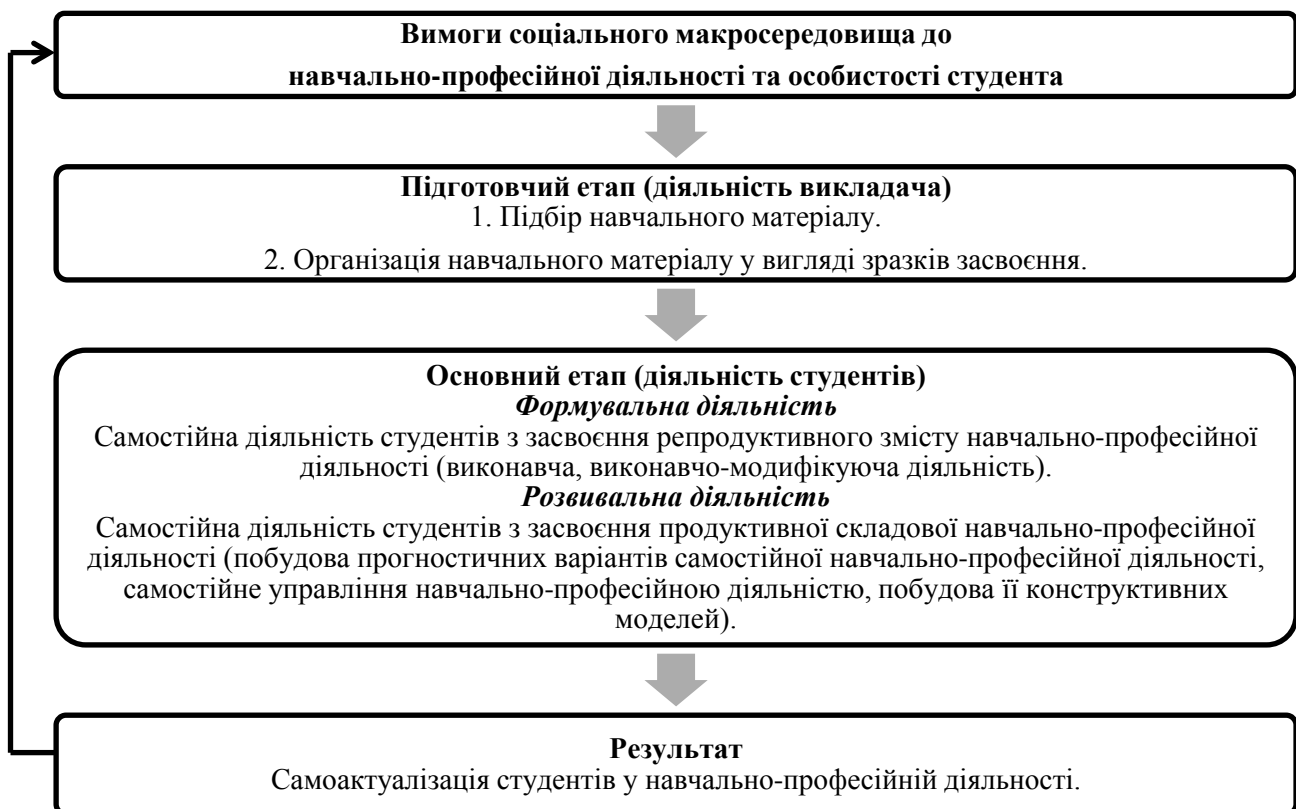 Вимоги соціального макросередовища до
навчально-професійної діяльності та особистості студента
Підготовчий етап (діяльність викладача)
1. Підбір навчального матеріалу.
2. Організація навчального матеріалу у вигляді зразків засвоєння.
Основний етап (діяльність студентів)
Формувальна діяльність
Самостійна діяльність студентів з засвоєння репродуктивного змісту навчально-професійної
діяльності (виконавча, виконавчо-модифікуюча діяльність).
Розвивальна діяльність
Самостійна діяльність студентів з засвоєння продуктивної складової навчально-професійної
діяльності (побудова прогностичних варіантів самостійної навчально-професійної діяльності,
самостійне управління навчально-професійною діяльністю, побудова її конструктивних
моделей).
Результат
Самоактуалізація студентів у навчально-професійній діяльності.